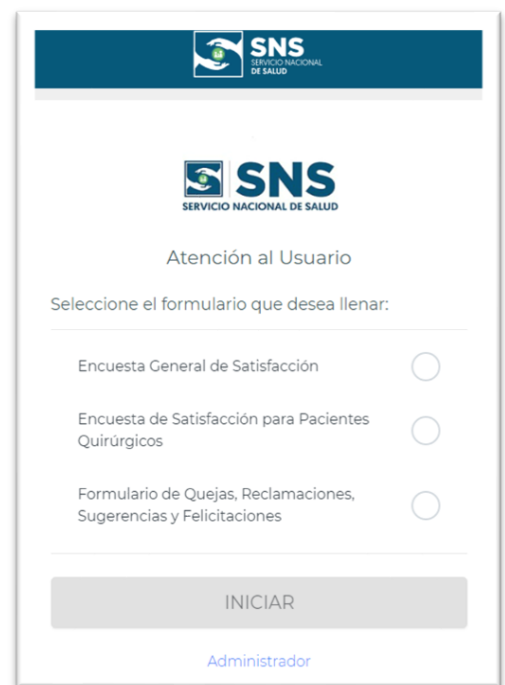 SNS
SERVICIO NACIONAL
DE SALUD
SNS
SERVICIO NACIONAL DE SALUD
Atención al Usuario
Seleccione el formulario que desea llenar:
Encuesta General de Satisfacción
Encuesta de Satisfacción para Pacientes
Quirúrgicos
Formulario de Quejas, Reclamaciones,
Sugerencias y Felicitaciones
INICIAR
Administrador